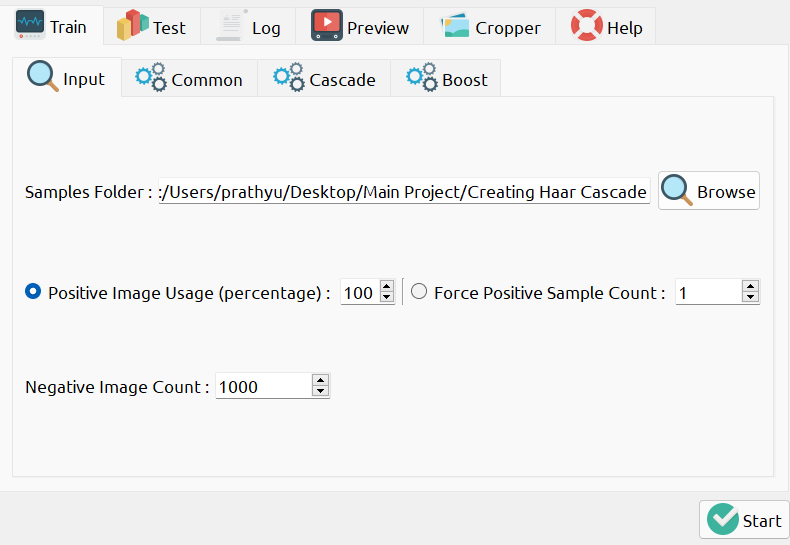 Train Test Log Preview Cropper Help
Input Common Cascade Boost
Samples Folder : :/Users/prathyu/Desktop/Main Project/Creating Haar Cascade Browse
Positive Image Usage (percentage) : 100 Force Positive Sample Count : 1
Negative Image Count : 1000
Start